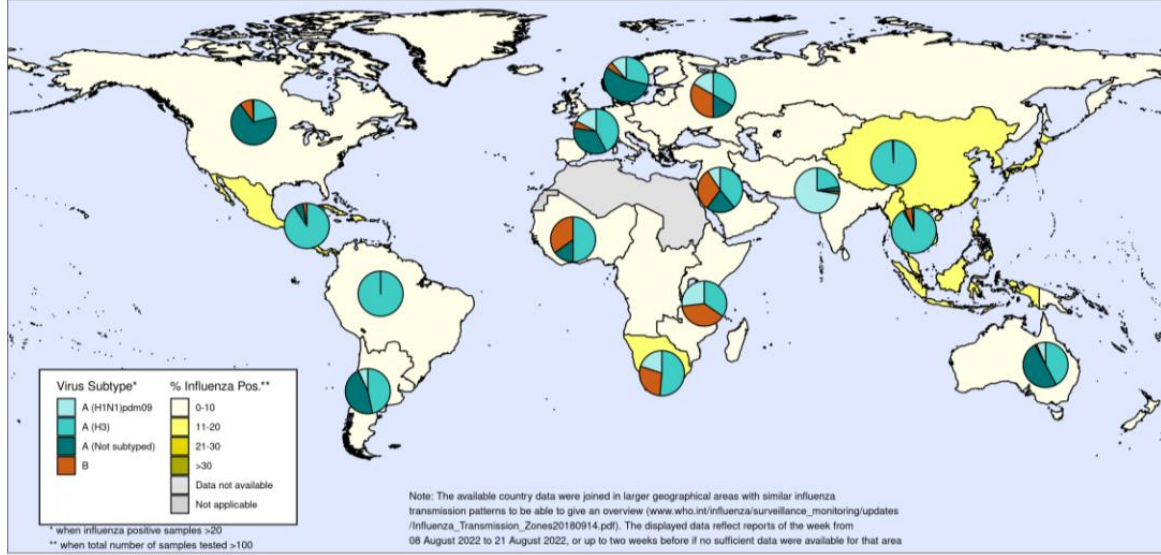 Virus Subtype*
A (H1N1)pdm09
A (H3)
A (Not subtyped)
B
% Influenza Pos.**
0-10
11-20
21-30
>30
Data not available
Not applicable
* when influenza positive samples >20
** when total number of samples tested >100
Note: The available country data were joined in larger geographical areas with similar influenza
transmission patterns to be able to give an overview (www.who.int/influenza/surveillance_monitoring/updates
/Influenza_Transmission_Zones20180914.pdf). The displayed data reflect reports of the week from
08 August 2022 to 21 August 2022, or up to two weeks before if no sufficient data were available for that area